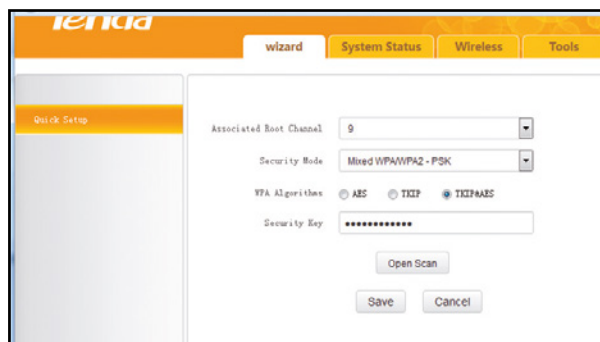 Tenda
wizard System Status Wireless Tools
Quick Setup
Associated Root Channel 9
Security Mode Mixed WPA/WPA2 - PSK
WPA Algorithms AES TKIP TKIP&AES
Security Key ••••••••••••
Open Scan
Save Cancel